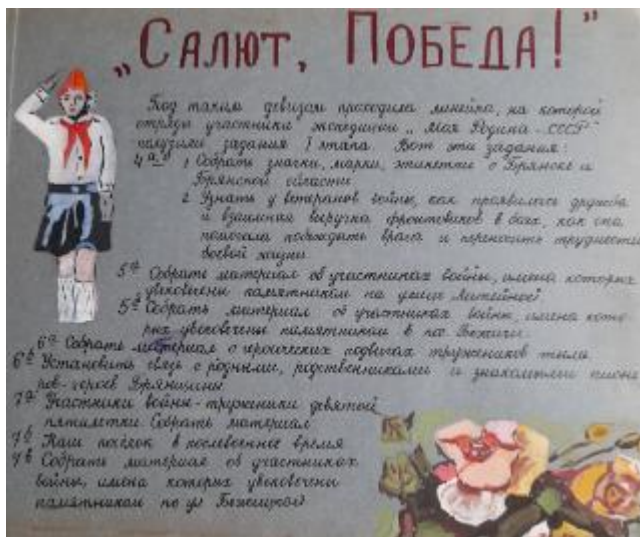 „Салют, Победа!"
Под таким девизом проходила линейка, на которой
отряды участники экспедиции „Моя Родина - СССР"
получили задания I этапа. Вот эти задания:
4а 1 Собрать значки, марки, этикетки о Брянске и
Брянской области
2 Узнать у ветеранов войны, как проявилась дружба
и взаимная выручка фронтовиков в боях, как она
помогала побеждать врага и переносить трудности
боевой жизни
5а Собрать материал об участниках войны, имена которых
увековечены памятником на улице Литейной
5 Собрать материал об участниках войны, имена кото-
рых увековечены памятником в пос. Бежичи.
6а Собрать материал о героических подвигах тружеников тыла
6б Установить связь с родными, родственниками и знакомыми пионе
ров-героев Брянщины
7а Участники войны-труженики девятой
пятилетки Собрать материал
7б Наш посёлок в послевоенное время
7в Собрать материал об участниках
войны, имена которых увековечены
памятником по ул Бежицкой